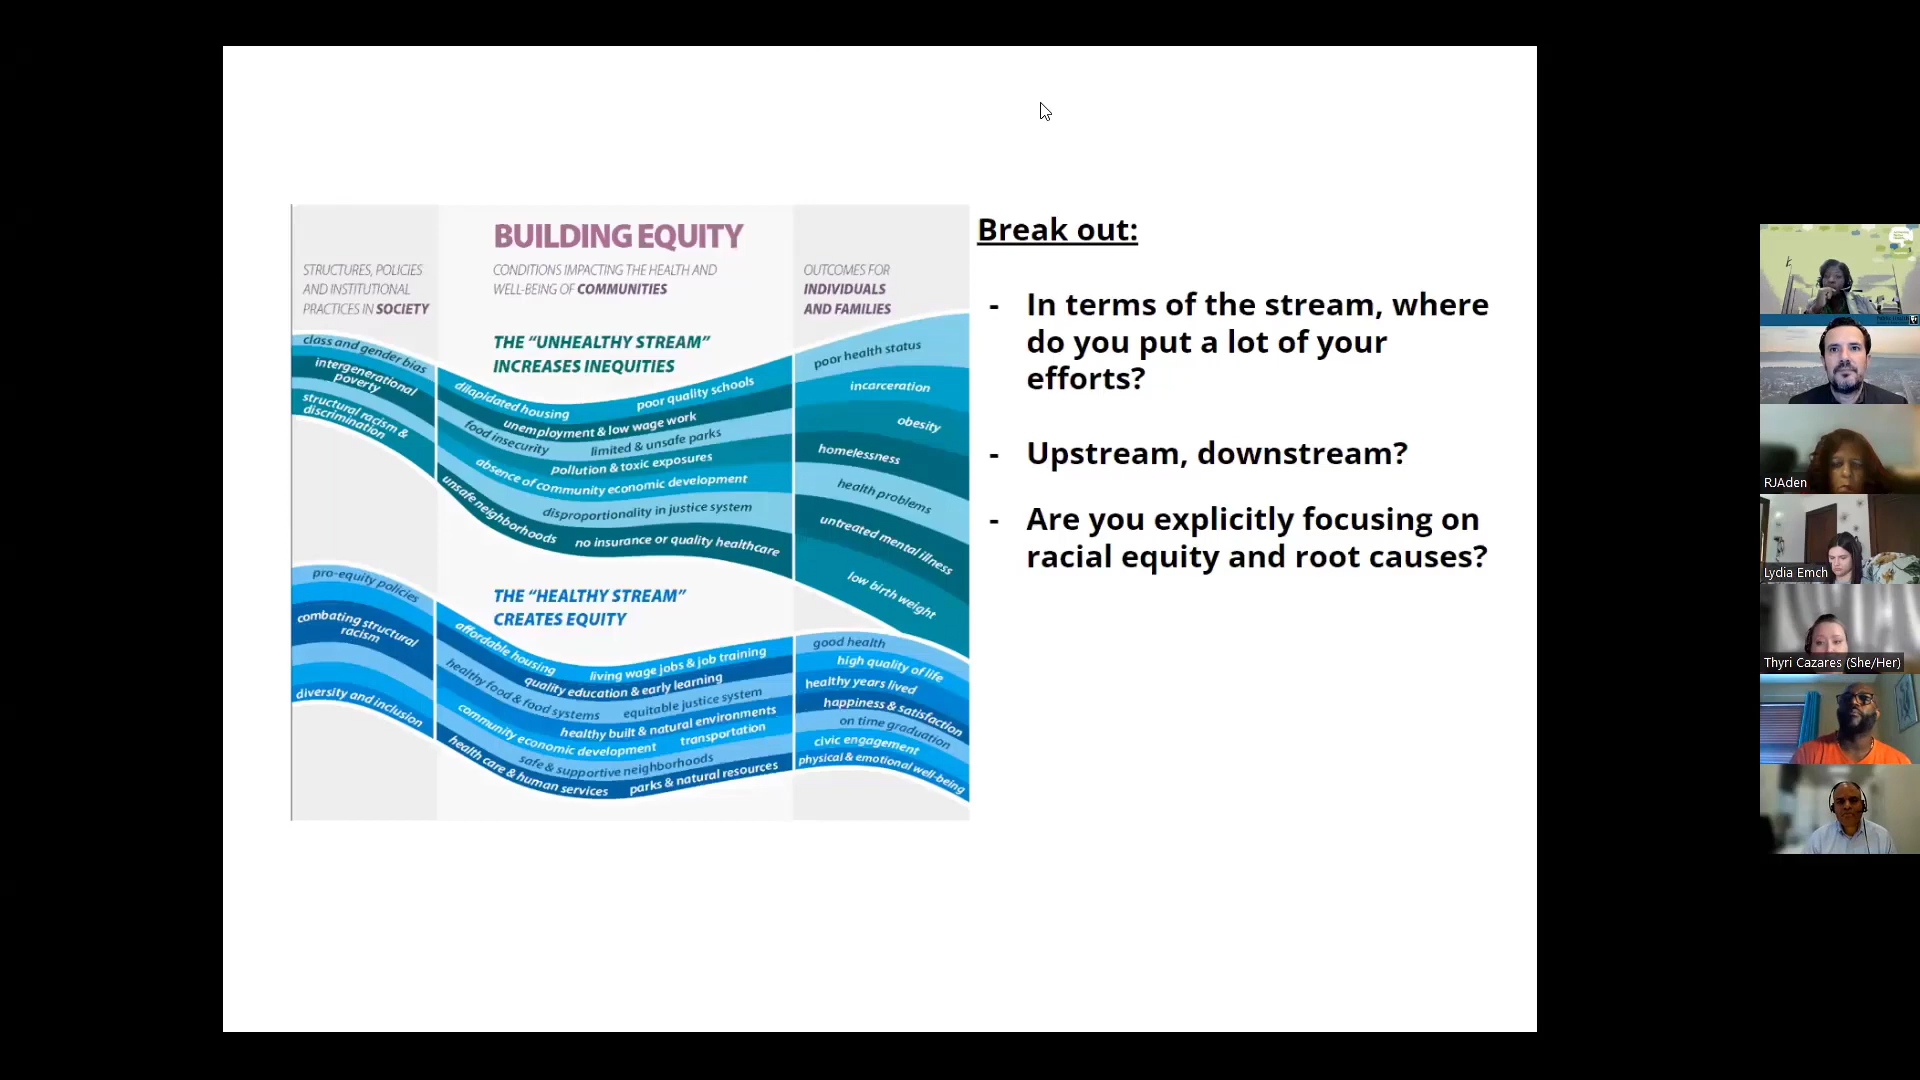 BUILDING EQUITY
STRUCTURES, POLICIES
AND INSTITUTIONAL
PRACTICES IN SOCIETY
CONDITIONS IMPACTING THE HEALTH AND
WELL-BEING OF COMMUNITIES
OUTCOMES FOR
INDIVIDUALS
AND FAMILIES
THE “UNHEALTHY STREAM”
INCREASES INEQUITIES
class and gender bias
intergenerational
poverty
structural racism &
discrimination
dilapidated housing
poor quality schools
unemployment & low wage work
food insecurity
limited & unsafe parks
pollution & toxic exposures
absence of community economic development
unsafe neighborhoods
disproportionality in justice system
no insurance or quality healthcare
poor health status
incarceration
obesity
homelessness
health problems
untreated mental illness
low birth weight
THE “HEALTHY STREAM”
CREATES EQUITY
pro-equity policies
combating structural
racism
diversity and inclusion
affordable housing
living wage jobs & job training
quality education & early learning
healthy food & food systems
equitable justice system
healthy built & natural environments
community economic development
transportation
safe & supportive neighborhoods
health care & human services
parks & natural resources
good health
high quality of life
healthy years lived
happiness & satisfaction
on time graduation
civic engagement
physical & emotional well-being
Break out:
- In terms of the stream, where
do you put a lot of your
efforts?
- Upstream, downstream?
- Are you explicitly focusing on
racial equity and root causes?
RJAden
Lydia Emch
Thyri Cazares (She/Her)